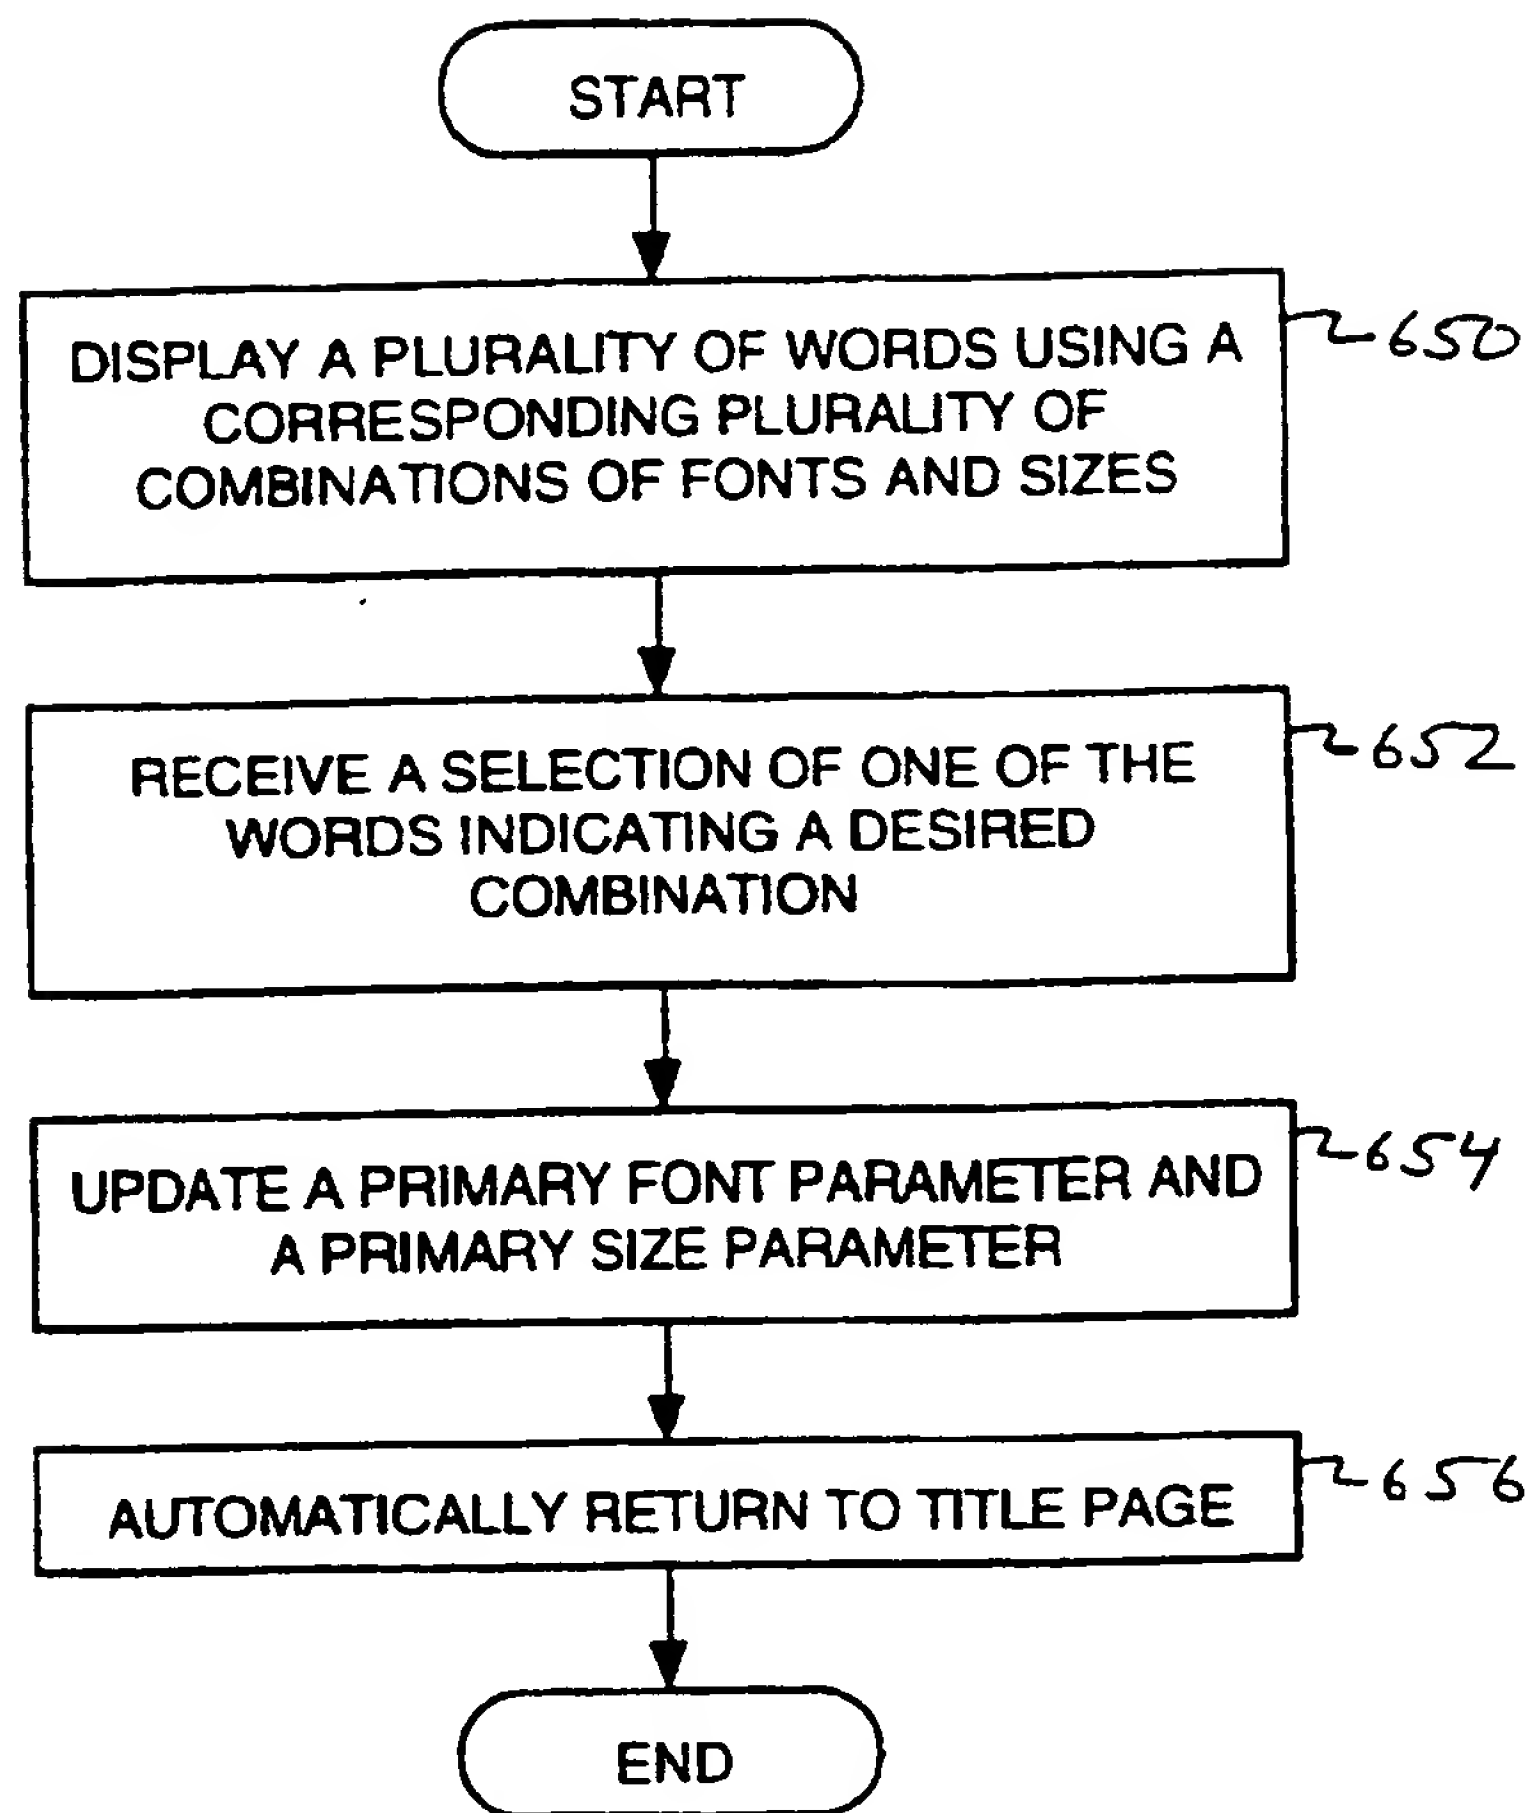 START
DISPLAY A PLURALITY OF WORDS USING A
CORRESPONDING PLURALITY OF
COMBINATIONS OF FONTS AND SIZES
650
RECEIVE A SELECTION OF ONE OF THE
WORDS INDICATING A DESIRED
COMBINATION
652
UPDATE A PRIMARY FONT PARAMETER AND
A PRIMARY SIZE PARAMETER
654
AUTOMATICALLY RETURN TO TITLE PAGE
656
END